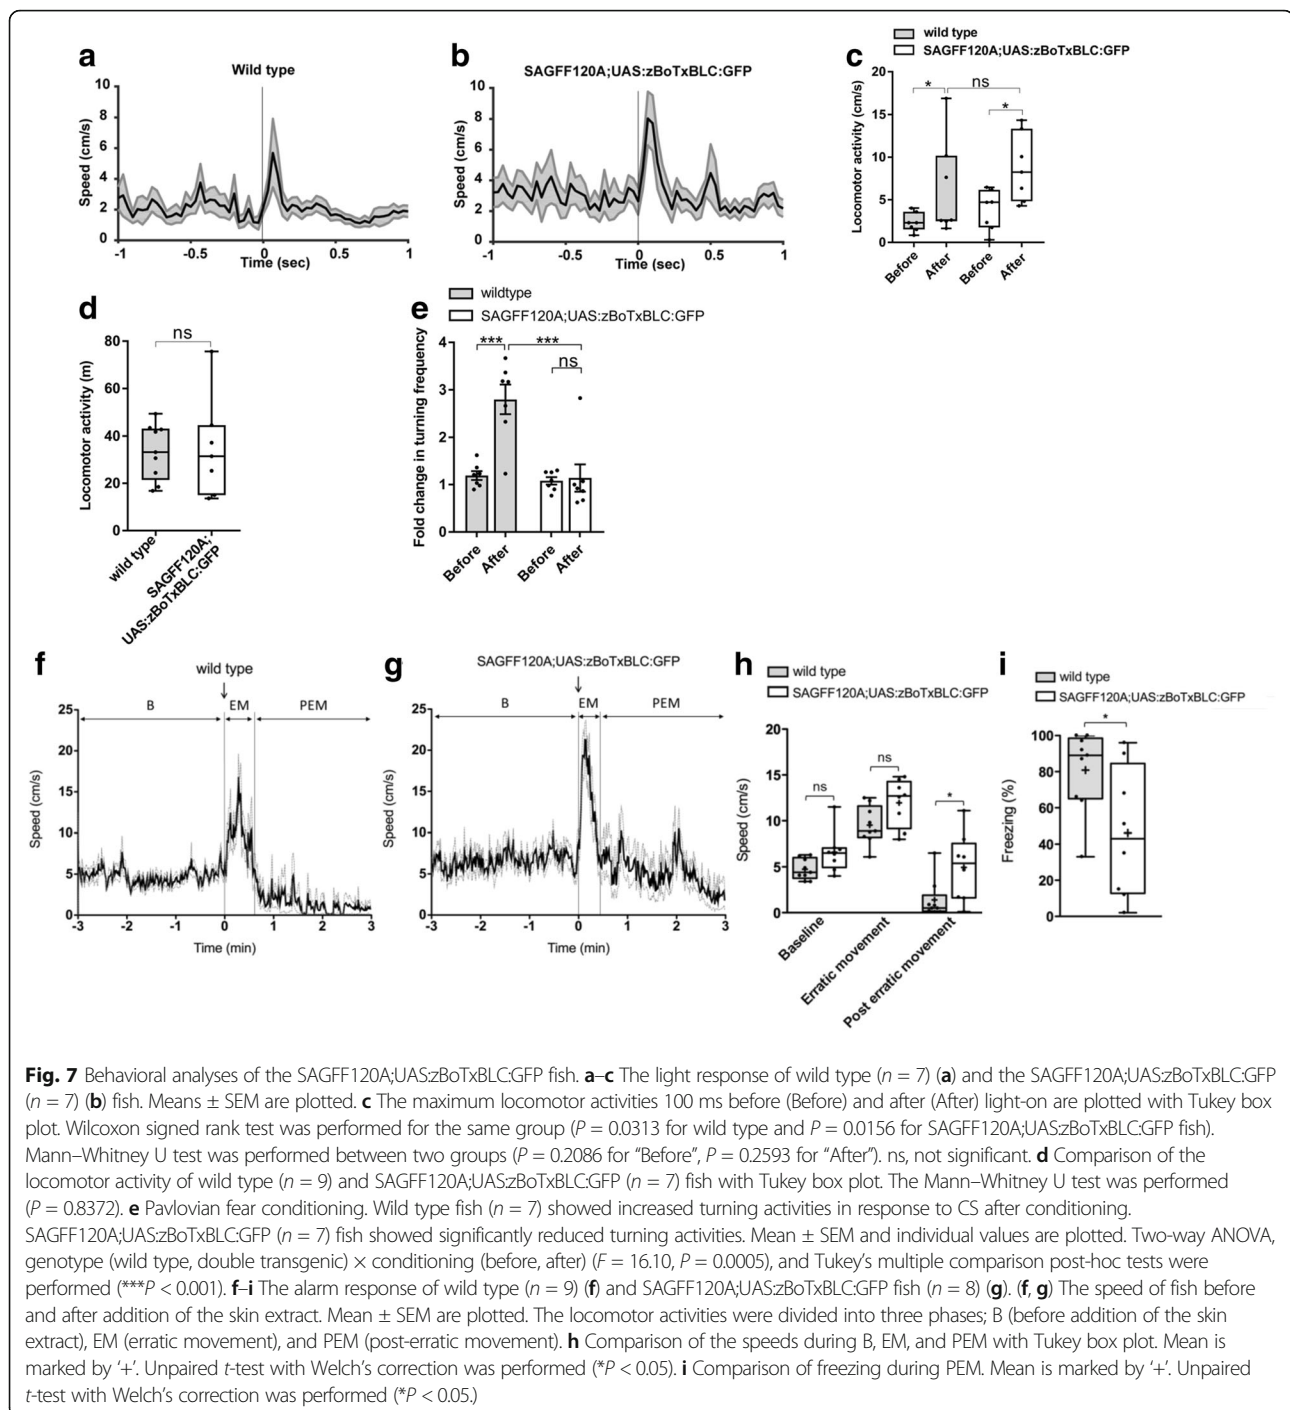 a
Wild type
Speed (cm/s)
10
8
6
4
2
0
-1
-0.5
0
0.5
1
Time (sec)
b
SAGFF120A;UAS:zBoTxBLC:GFP
Speed (cm/s)
10
8
6
4
2
0
-1
-0.5
0
0.5
1
Time (sec)
c
wild type
SAGFF120A;UAS:zBoTxBLC:GFP
Locomotor activity (cm/s)
20
15
10
5
0
*
ns
*
Before
After
Before
After
d
Locomotor activity (m)
80
60
40
20
0
ns
wild type
SAGFF120A;
UAS:zBoTxBLC:GFP
e
wildtype
SAGFF120A;UAS:zBoTxBLC:GFP
Fold change in turning frequency
4
3
2
1
0
***
***
ns
Before
After
Before
After
f
wild type
B
EM
PEM
Speed (cm/s)
25
20
15
10
5
0
-3
-2
-1
0
1
2
3
Time (min)
g
SAGFF120A;UAS:zBoTxBLC:GFP
B
EM
PEM
Speed (cm/s)
25
20
15
10
5
0
-3
-2
-1
0
1
2
3
Time (min)
h
wild type
SAGFF120A;UAS:zBoTxBLC:GFP
Speed (cm/s)
20
15
10
5
0
ns
ns
*
Baseline
Erratic movement
Post erratic movement
i
wild type
SAGFF120A;UAS:zBoTxBLC:GFP
Freezing (%)
100
80
60
40
20
0
*
Fig. 7 Behavioral analyses of the SAGFF120A;UAS:zBoTxBLC:GFP fish. a–c The light response of wild type (n = 7) (a) and the SAGFF120A;UAS:zBoTxBLC:GFP
(n = 7) (b) fish. Means ± SEM are plotted. c The maximum locomotor activities 100 ms before (Before) and after (After) light-on are plotted with Tukey box
plot. Wilcoxon signed rank test was performed for the same group (P = 0.0313 for wild type and P = 0.0156 for SAGFF120A;UAS:zBoTxBLC:GFP fish).
Mann–Whitney U test was performed between two groups (P = 0.2086 for “Before”, P = 0.2593 for “After”). ns, not significant. d Comparison of the
locomotor activity of wild type (n = 9) and SAGFF120A;UAS:zBoTxBLC:GFP (n = 7) fish with Tukey box plot. The Mann–Whitney U test was performed
(P = 0.8372). e Pavlovian fear conditioning. Wild type fish (n = 7) showed increased turning activities in response to CS after conditioning.
SAGFF120A;UAS:zBoTxBLC:GFP (n = 7) fish showed significantly reduced turning activities. Mean ± SEM and individual values are plotted. Two-way ANOVA,
genotype (wild type, double transgenic) × conditioning (before, after) (F = 16.10, P = 0.0005), and Tukey’s multiple comparison post-hoc tests were
performed (***P < 0.001). f–i The alarm response of wild type (n = 9) (f) and SAGFF120A;UAS:zBoTxBLC:GFP fish (n = 8) (g). (f, g) The speed of fish before
and after addition of the skin extract. Mean ± SEM are plotted. The locomotor activities were divided into three phases; B (before addition of the skin
extract), EM (erratic movement), and PEM (post-erratic movement). h Comparison of the speeds during B, EM, and PEM with Tukey box plot. Mean is
marked by ‘+’. Unpaired t-test with Welch’s correction was performed (*P < 0.05). i Comparison of freezing during PEM. Mean is marked by ‘+’. Unpaired
t-test with Welch’s correction was performed (*P < 0.05.)